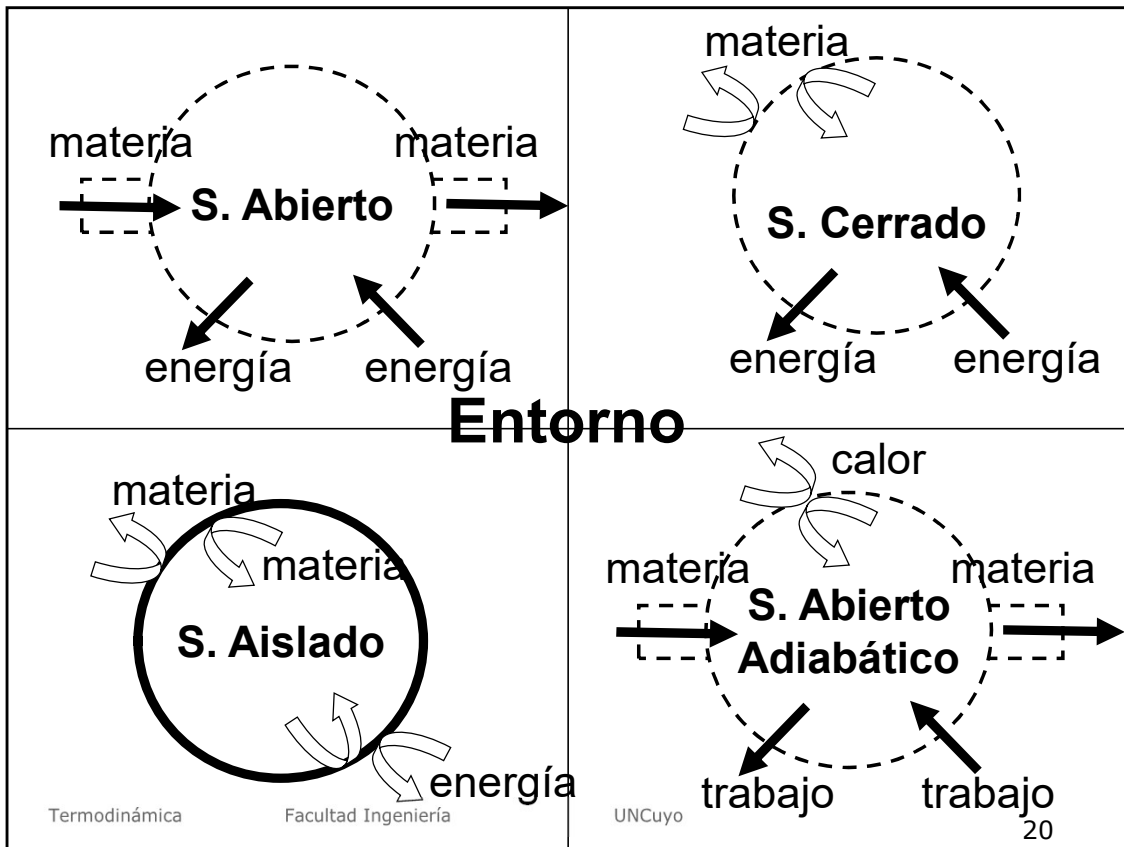 materia
materia
S. Abierto
energía
energía
materia
S. Cerrado
energía
energía
Entorno
materia
materia
S. Aislado
energía
calor
materia
materia
S. Abierto
Adiabático
trabajo
trabajo
Termodinámica
Facultad Ingeniería
UNCuyo
20